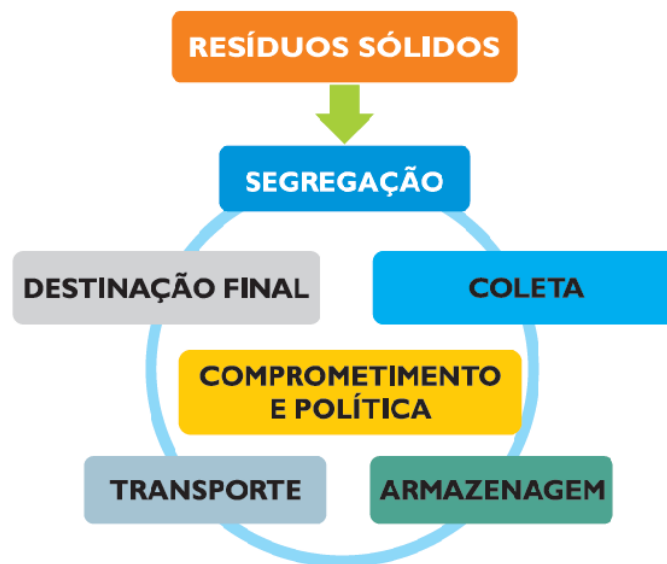 RESÍDUOS SÓLIDOS
SEGREGAÇÃO
DESTINAÇÃO FINAL
COLETA
COMPROMETIMENTO
E POLÍTICA
TRANSPORTE
ARMAZENAGEM